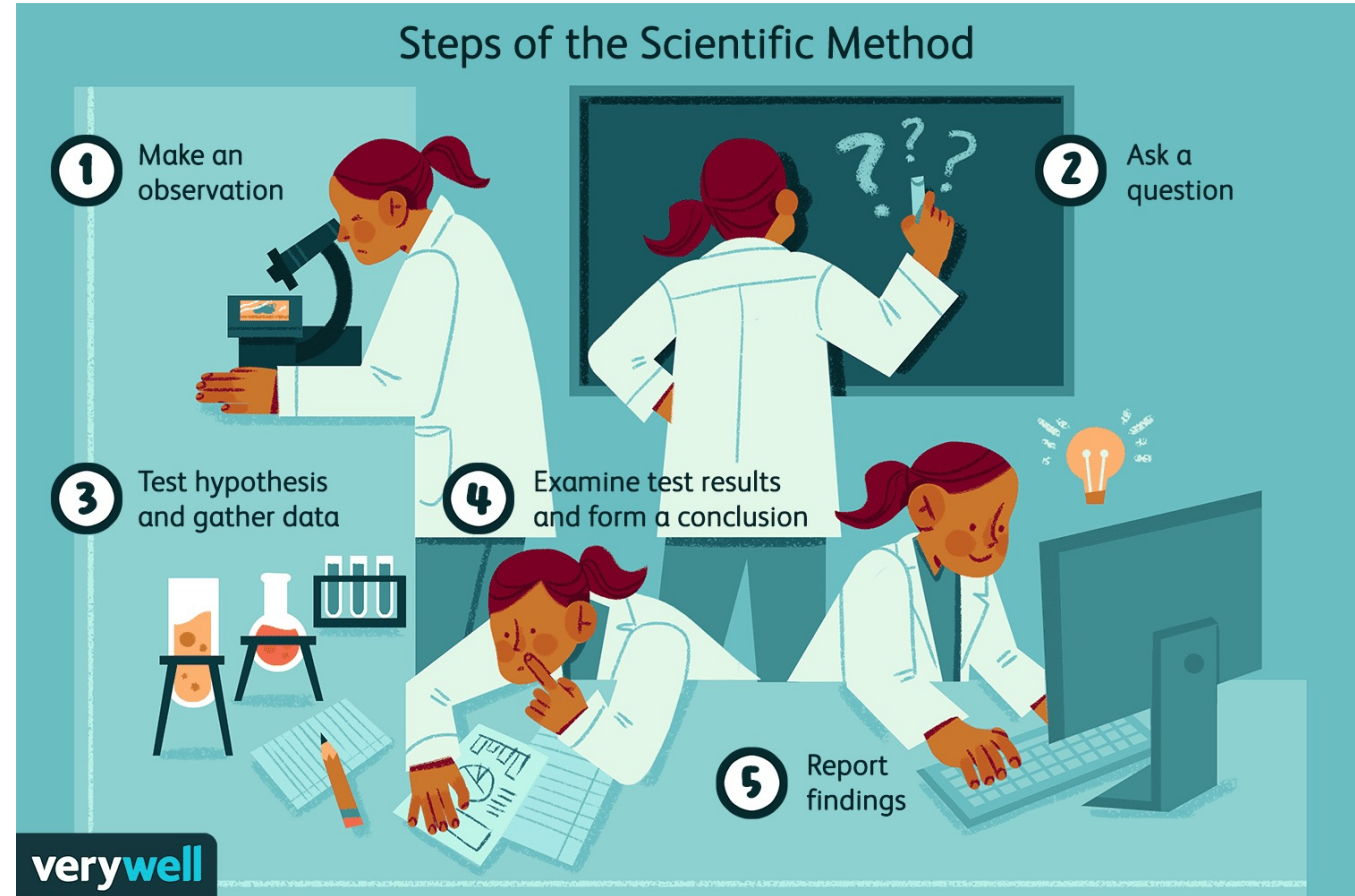 Steps of the Scientific Method
1
Make an
observation
? ? ?
2
Ask a
question
3
Test hypothesis
and gather data
4
Examine test results
and form a conclusion
5
Report
findings
verywell